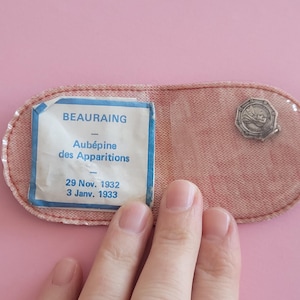 BEAURAING
—
Aubépine
des Apparitions
—
29 Nov. 1932
3 Janv. 1933